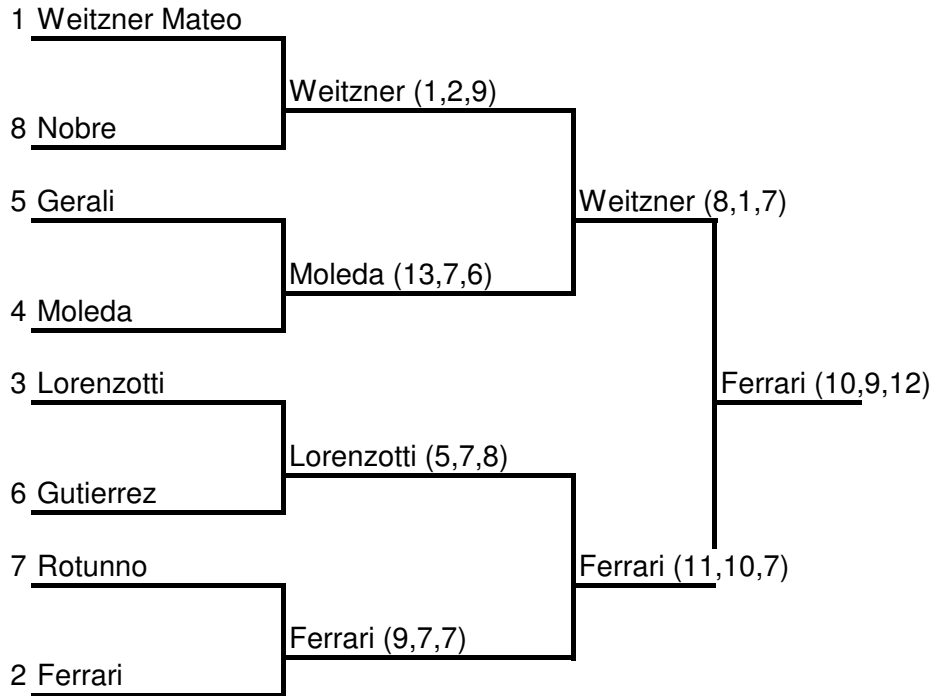 1 Weitzner Mateo
Weitzner (1,2,9)
8 Nobre
5 Gerali
Weitzner (8,1,7)
Moleda (13,7,6)
4 Moleda
3 Lorenzotti
Ferrari (10,9,12)
Lorenzotti (5,7,8)
6 Gutierrez
7 Rotunno
Ferrari (11,10,7)
Ferrari (9,7,7)
2 Ferrari